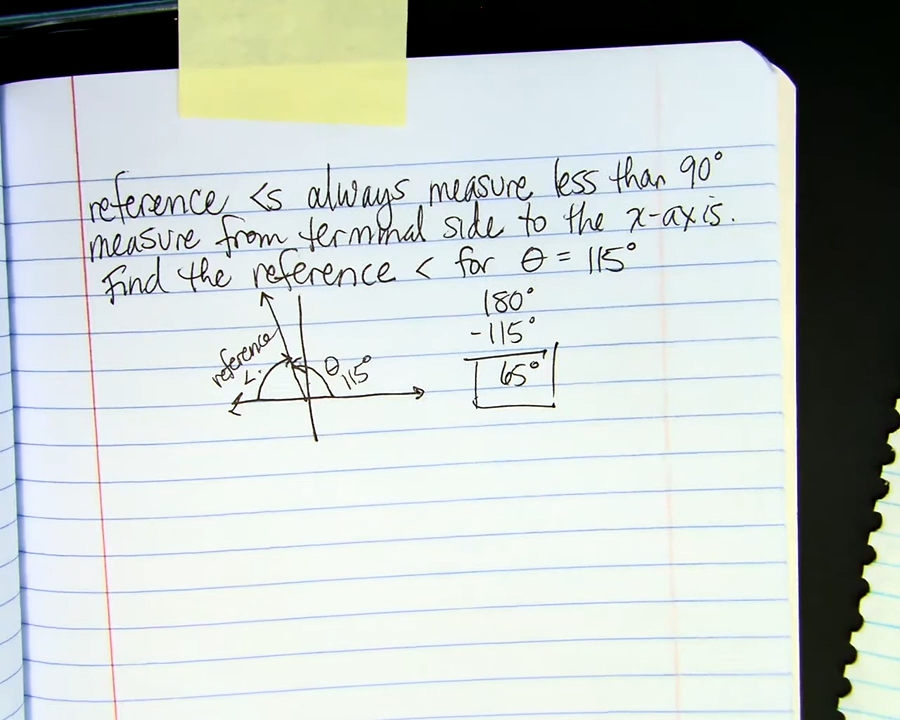 reference <s always measure less than 90°
measure from terminal side to the x-axis.
Find the reference < for θ = 115°
180°
-115°
65°
reference
<.
θ
115°